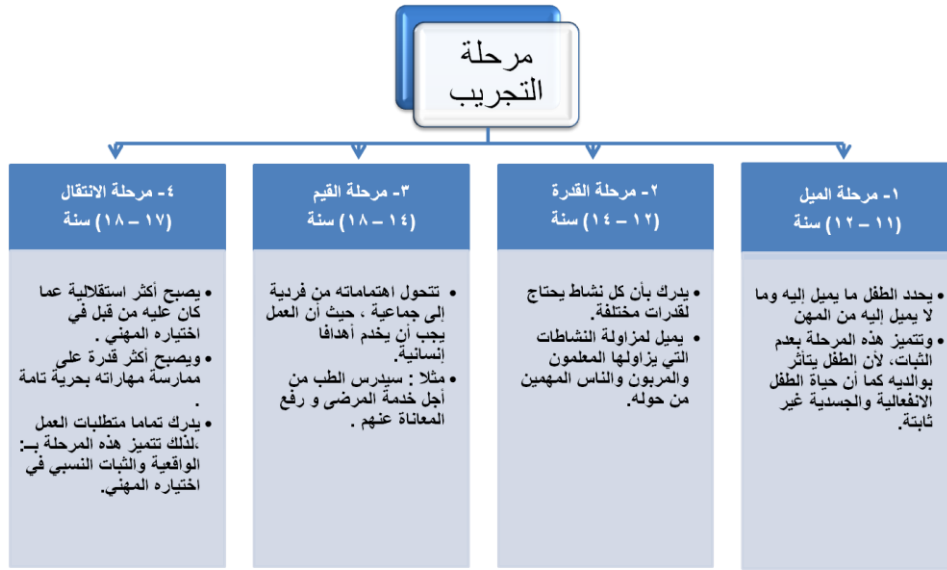 مرحلة
التجريب
١- مرحلة الميل
(١١ – ١٢) سنة
• يحدد الطفل ما يميل إليه وما
لا يميل إليه من المهن
• وتتميز هذه المرحلة بعدم
الثبات، لأن الطفل يتأثر
بوالديه كما أن حياة الطفل
الانفعالية والجسدية غير
ثابتة.
٢- مرحلة القدرة
(١٢ – ١٤) سنة
• يدرك بأن كل نشاط يحتاج
لقدرات مختلفة.
• يميل لمزاولة النشاطات
التي يزاولها المعلمون
والمربون والناس المهمين
من حوله.
٣- مرحلة القيم
(١٤ – ١٨) سنة
• تتحول اهتماماته من فردية
إلى جماعية ، حيث أن العمل
يجب أن يخدم أهدافا
إنسانية.
• مثلا : سيدرس الطب من
أجل خدمة المرضى و رفع
المعاناة عنهم .
٤- مرحلة الانتقال
(١٧ – ١٨) سنة
• يصبح أكثر استقلالية عما
كان عليه من قبل في
اختياره المهني .
• ويصبح أكثر قدرة على
ممارسة مهاراته بحرية تامة
.
• يدرك تماما متطلبات العمل
،لذلك تتميز هذه المرحلة بــ:
الواقعية والثبات النسبي في
اختياره المهني.